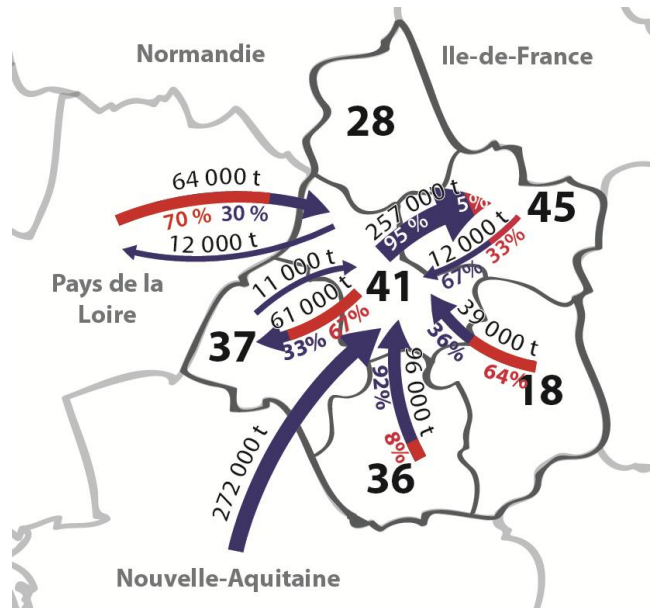 Normandie
Ile-de-France
28
64 000 t
70 % 30 %
12 000 t
257 000 t
95 %
5%
45
12 000 t
67%
33%
Pays de la
Loire
11 000 t
41
61 000 t
33%
67%
37
39 000 t
36%
64%
18
96 000 t
92%
8%
36
272 000 t
Nouvelle-Aquitaine